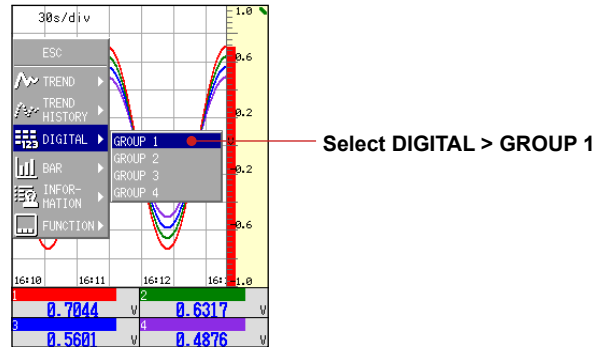 30s/div
1.0
ESC
0.6
TREND
TREND
HISTORY
0.2
DIGITAL
GROUP 1
Select DIGITAL > GROUP 1
GROUP 2
BAR
-0.2
GROUP 3
INFOR-
MATION
GROUP 4
FUNCTION
-0.6
16:10 16:11 16:12 -1.0
1 2
0.7044 V 0.6317 V
3 4
0.5601 V 0.4876 V